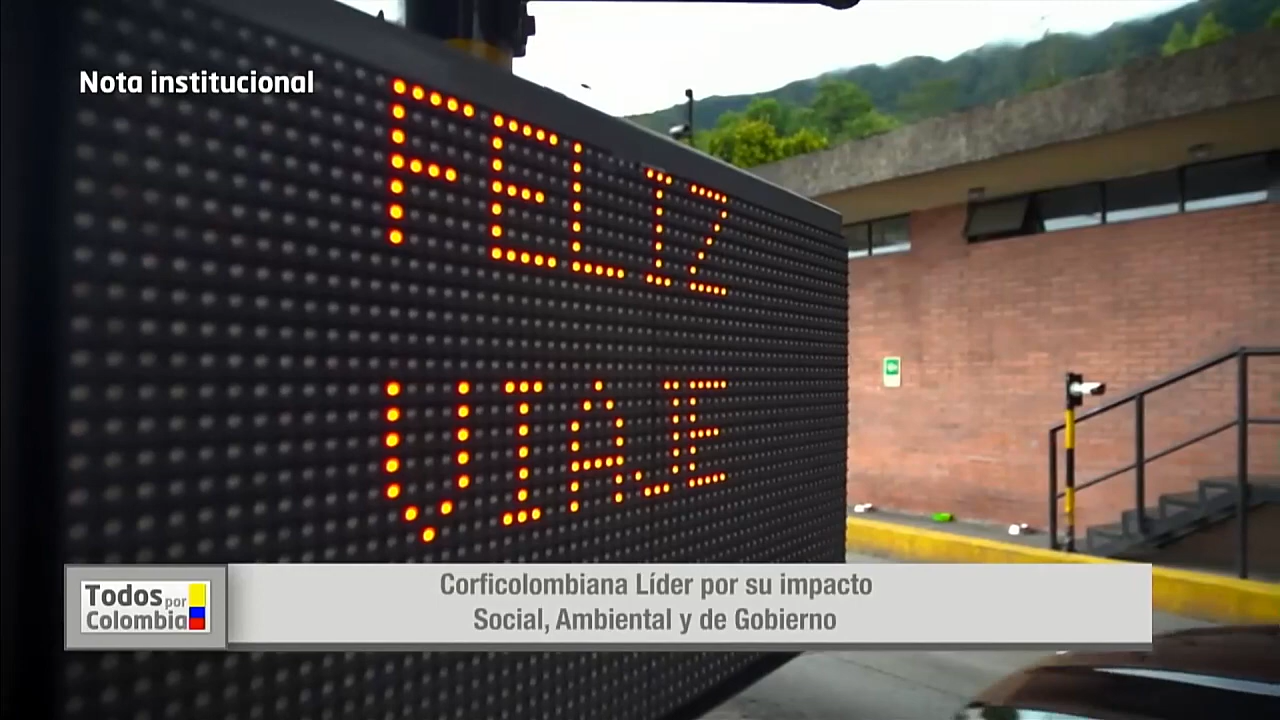 Nota institucional
FELIZ
VIAJE
Todos por
Colombia
Corficolombiana Líder por su impacto
Social, Ambiental y de Gobierno